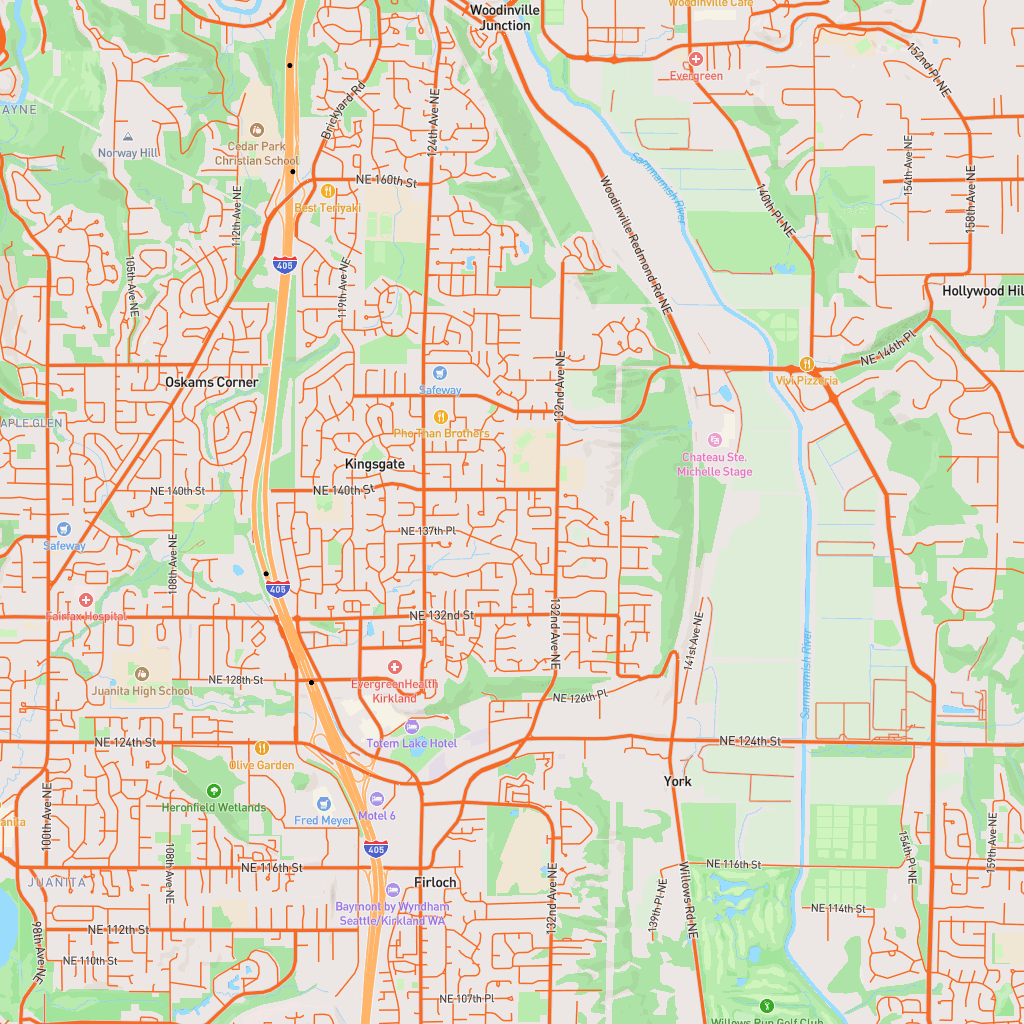 Woodinville
Junction
Woodinville Cafe
152nd Pl NE
Evergreen
Brickyard Rd
124th Ave NE
Norway Hill
Cedar Park
Christian School
NE 160th St
Best Teriyaki
112th Ave NE
Sammamish River
154th Ave NE
158th Ave NE
140th Pl NE
Woodinville Redmond Rd NE
105th Ave NE
119th Ave NE
405
Hollywood Hil
NE 146th Pl
Vivi Pizzeria
Oskams Corner
Safeway
132nd Ave NE
APLE GLEN
Pho Than Brothers
Chateau Ste.
Michelle Stage
Kingsgate
NE 140th St
NE 140th St
Safeway
NE 137th Pl
108th Ave NE
405
Fairfax Hospital
NE 132nd St
132nd Ave NE
141st Ave NE
Sammamish River
Juanita High School
NE 128th St
EvergreenHealth
Kirkland
NE 126th Pl
NE 124th St
Totem Lake Hotel
NE 124th St
Olive Garden
York
Heronfield Wetlands
Fred Meyer
Motel 6
100th Ave NE
anita
405
108th Ave NE
154th Pl NE
159th Ave NE
NE 116th St
NE 116th St
JUANITA
Firloch
Baymont by Wyndham
Seattle/Kirkland WA
132nd Ave NE
139th Pl NE
Willows Rd NE
NE 114th St
NE 112th St
98th Ave NE
NE 110th St
NE 107th Pl
Willows Run Golf Club